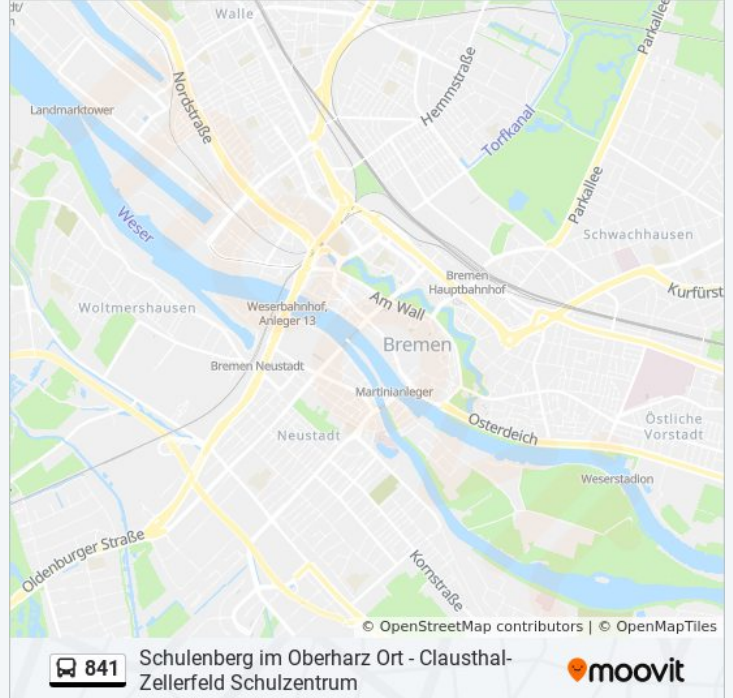 Walle
Parkallee
Nordstraße
Hemmstraße
Landmarktower
Torfkanal
Parkallee
Weser
Schwachhausen
Bremen
Hauptbahnhof
Kurfürst
Woltmershausen
Weserbahnhof,
Anleger 13
Am Wall
Bremen
Bremen Neustadt
Martinianleger
Neustadt
Osterdeich
Östliche
Vorstadt
Weserstadion
Oldenburger Straße
Kornstraße
© OpenStreetMap contributors | © OpenMapTiles
841
Schulenberg im Oberharz Ort - Clausthal-
Zellerfeld Schulzentrum
moovit